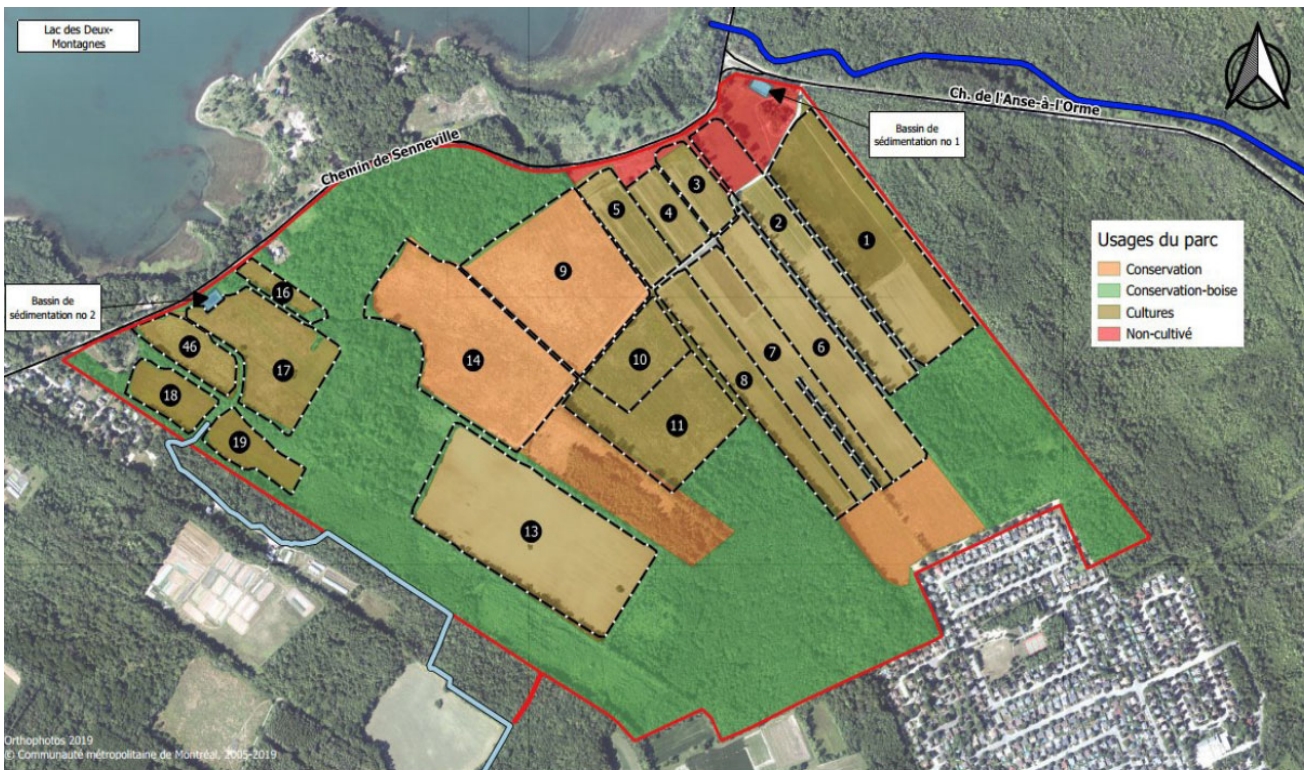 Lac des Deux-
Montagnes
Ch. de l'Anse-à-l'Orme
Bassin de
sédimentation no 1
Chemin de Senneville
Usages du parc
Conservation
Conservation-boise
Cultures
Non-cultivé
Bassin de
sédimentation no 2
1
2
3
4
5
6
7
8
9
10
11
13
14
16
17
46
18
19
Orthophotos 2019
© Communauté métropolitaine de Montréal, 2005-2019